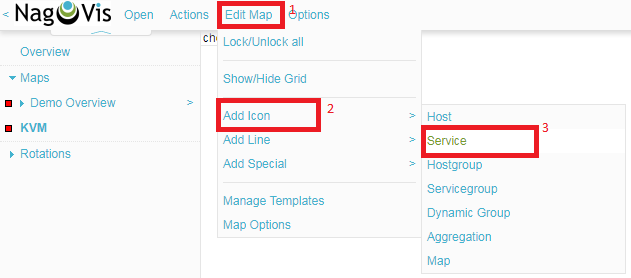 < NagVis Open Actions Edit Map 1 Options
che
Lock/Unlock all
Overview
Maps
Show/Hide Grid
Demo Overview >
Add Icon > 2
Host
KVM
Add Line >
Service 3
Rotations
Add Special >
Hostgroup
Servicegroup
Manage Templates
Dynamic Group
Map Options
Aggregation
Map